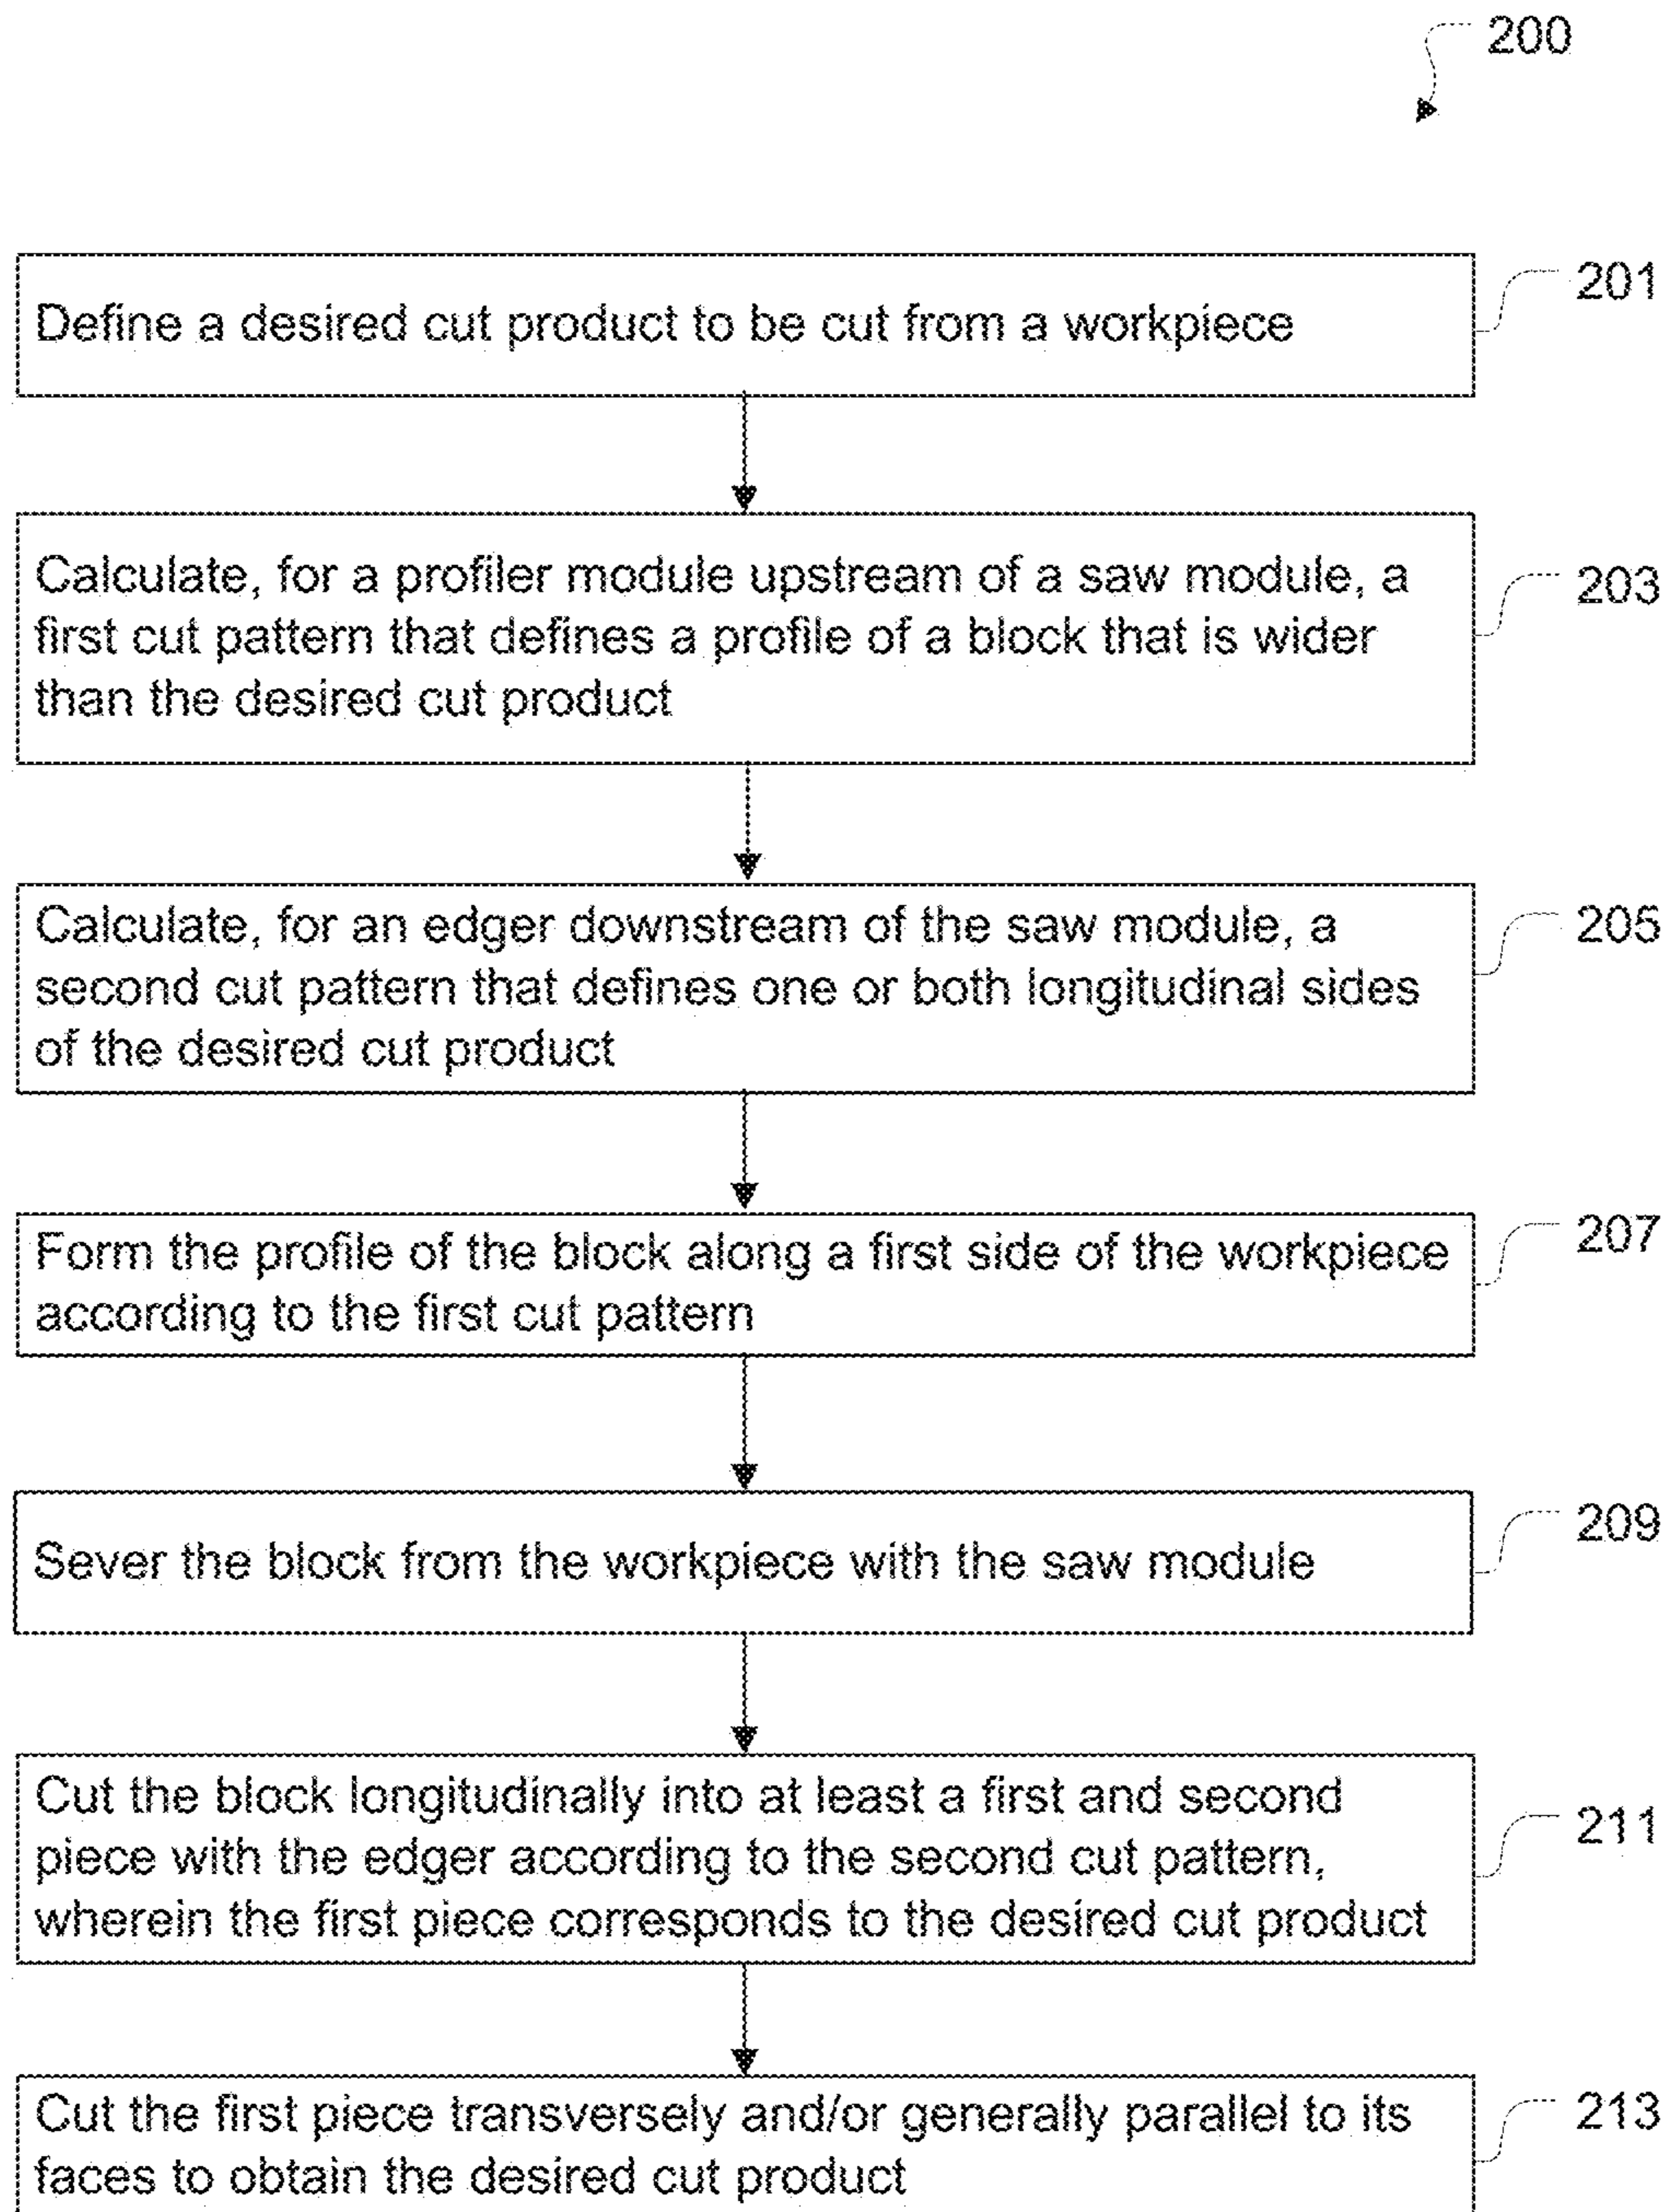 200
Define a desired cut product to be cut from a workpiece
201
Calculate, for a profiler module upstream of a saw module, a
first cut pattern that defines a profile of a block that is wider
than the desired cut product
203
Calculate, for an edger downstream of the saw module, a
second cut pattern that defines one or both longitudinal sides
of the desired cut product
205
Form the profile of the block along a first side of the workpiece
according to the first cut pattern
207
Sever the block from the workpiece with the saw module
209
Cut the block longitudinally into at least a first and second
piece with the edger according to the second cut pattern,
wherein the first piece corresponds to the desired cut product
211
Cut the first piece transversely and/or generally parallel to its
faces to obtain the desired cut product
213